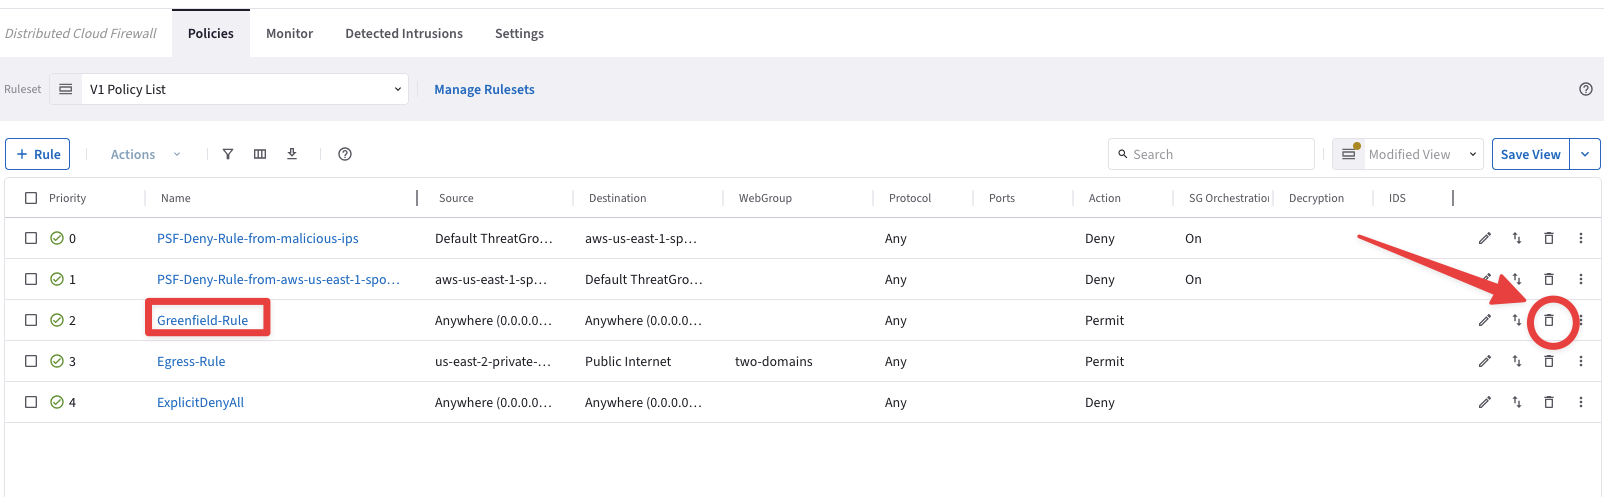 Distributed Cloud Firewall Policies Monitor Detected Intrusions Settings
Ruleset V1 Policy List Manage Rulesets
+ Rule Actions Search Modified View Save View
Priority Name Source Destination WebGroup Protocol Ports Action SG Orchestration Decryption IDS
0 PSF-Deny-Rule-from-malicious-ips Default ThreatGro... aws-us-east-1-sp... Any Deny On
1 PSF-Deny-Rule-from-aws-us-east-1-spo... aws-us-east-1-sp... Default ThreatGro... Any Deny On
2 Greenfield-Rule Anywhere (0.0.0.0... Anywhere (0.0.0.0... Any Permit
3 Egress-Rule us-east-2-private-... Public Internet two-domains Any Permit
4 ExplicitDenyAll Anywhere (0.0.0.0... Anywhere (0.0.0.0... Any Deny